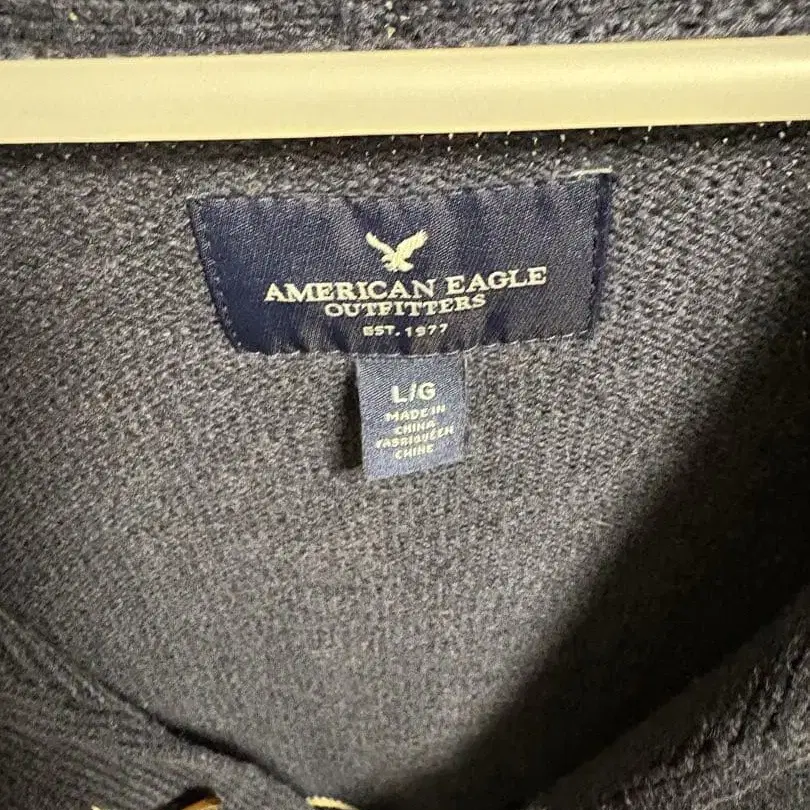 AMERICAN EAGLE
OUTFITTERS
EST. 1977
L/G
MADE IN
CHINA
FABRIQUÉ EN
CHINE